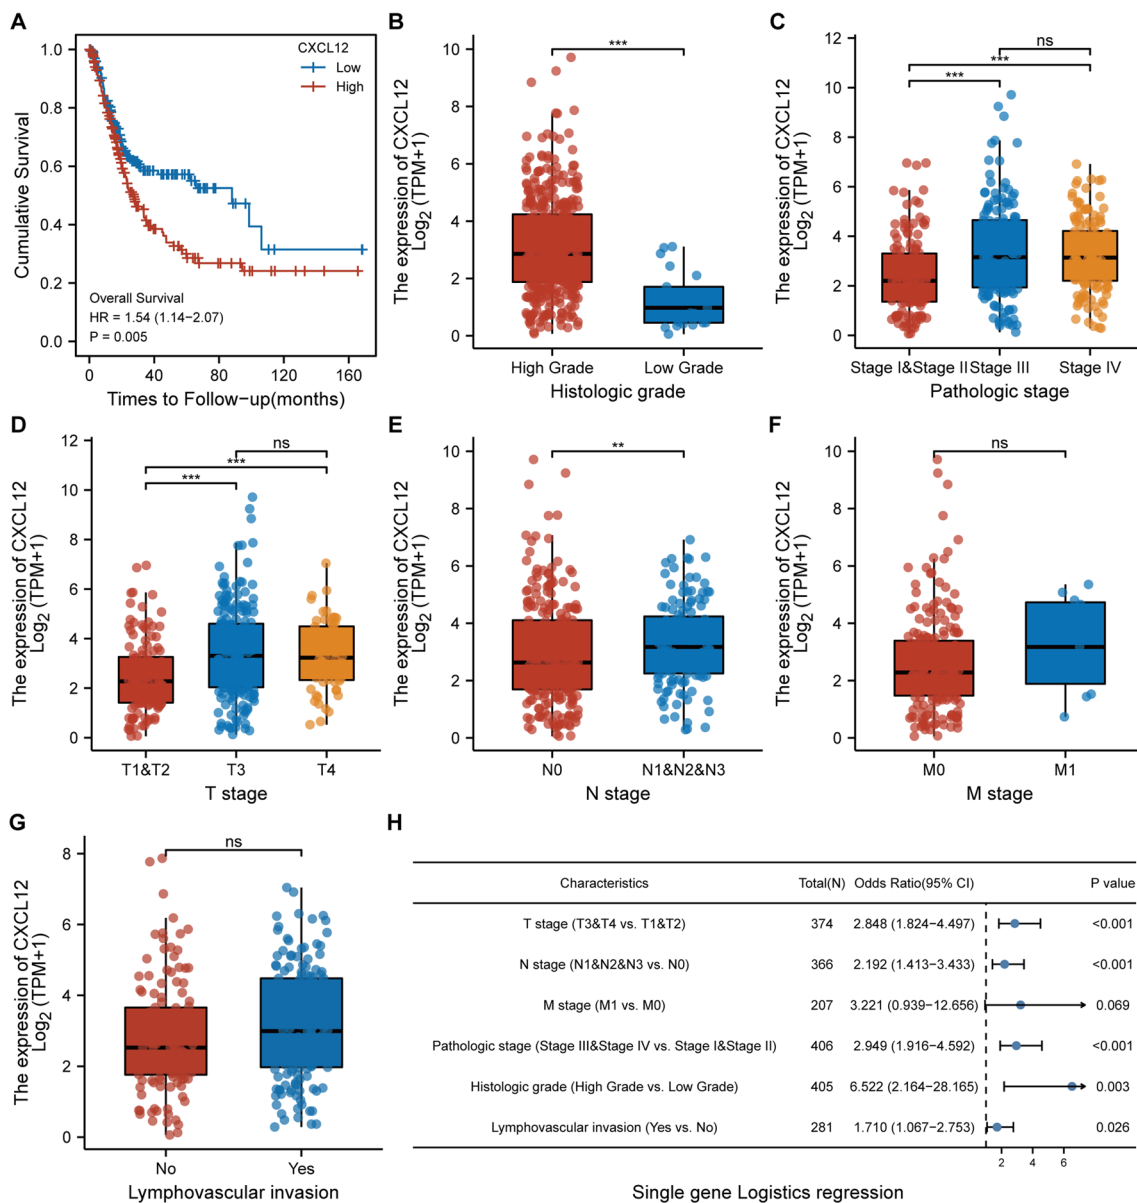 A
CXCL12
Low
High
Cumulative Survival
1.0
0.8
0.6
0.4
0.2
0.0
Overall Survival
HR = 1.54 (1.14−2.07)
P = 0.005
0 40 80 120 160
Times to Follow−up(months)
B
The expression of CXCL12
Log2 (TPM+1)
10
8
6
4
2
0
***
High Grade Low Grade
Histologic grade
C
The expression of CXCL12
Log2 (TPM+1)
12
10
8
6
4
2
0
ns
***
***
Stage I&Stage II Stage III Stage IV
Pathologic stage
D
The expression of CXCL12
Log2 (TPM+1)
12
10
8
6
4
2
0
ns
***
***
T1&T2 T3 T4
T stage
E
The expression of CXCL12
Log2 (TPM+1)
10
8
6
4
2
0
**
N0 N1&N2&N3
N stage
F
The expression of CXCL12
Log2 (TPM+1)
10
8
6
4
2
0
ns
M0 M1
M stage
G
The expression of CXCL12
Log2 (TPM+1)
8
6
4
2
0
ns
No Yes
Lymphovascular invasion
H
Characteristics Total(N) Odds Ratio(95% CI) P value
T stage (T3&T4 vs. T1&T2) 374 2.848 (1.824−4.497) <0.001
N stage (N1&N2&N3 vs. N0) 366 2.192 (1.413−3.433) <0.001
M stage (M1 vs. M0) 207 3.221 (0.939−12.656) 0.069
Pathologic stage (Stage III&Stage IV vs. Stage I&Stage II) 406 2.949 (1.916−4.592) <0.001
Histologic grade (High Grade vs. Low Grade) 405 6.522 (2.164−28.165) 0.003
Lymphovascular invasion (Yes vs. No) 281 1.710 (1.067−2.753) 0.026
2 4 6
Single gene Logistics regression